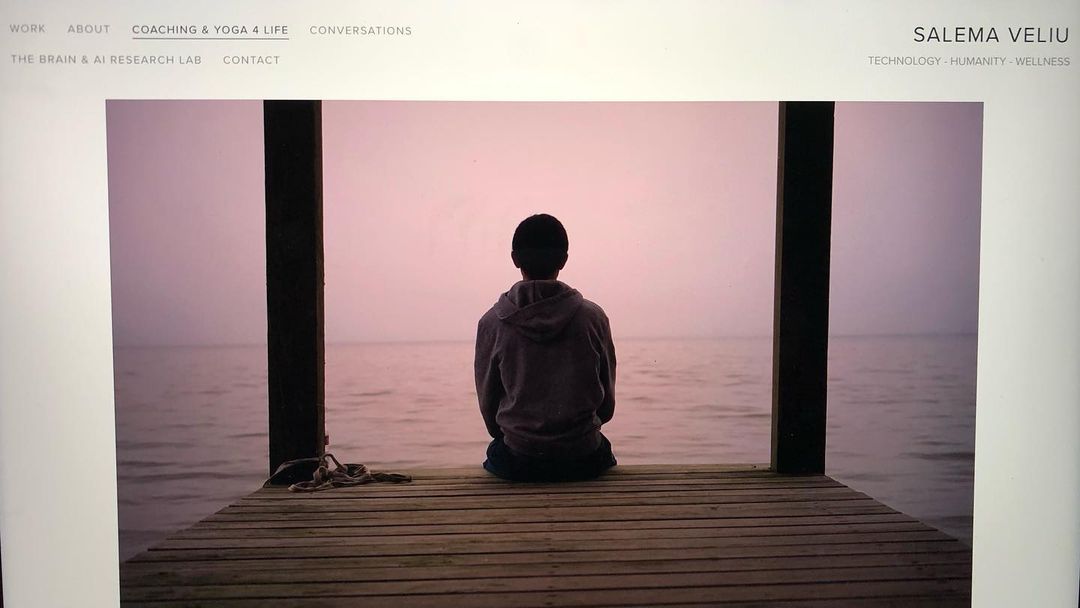 WORK ABOUT COACHING & YOGA 4 LIFE CONVERSATIONS
THE BRAIN & AI RESEARCH LAB CONTACT
SALEMA VELIU
TECHNOLOGY - HUMANITY - WELLNESS